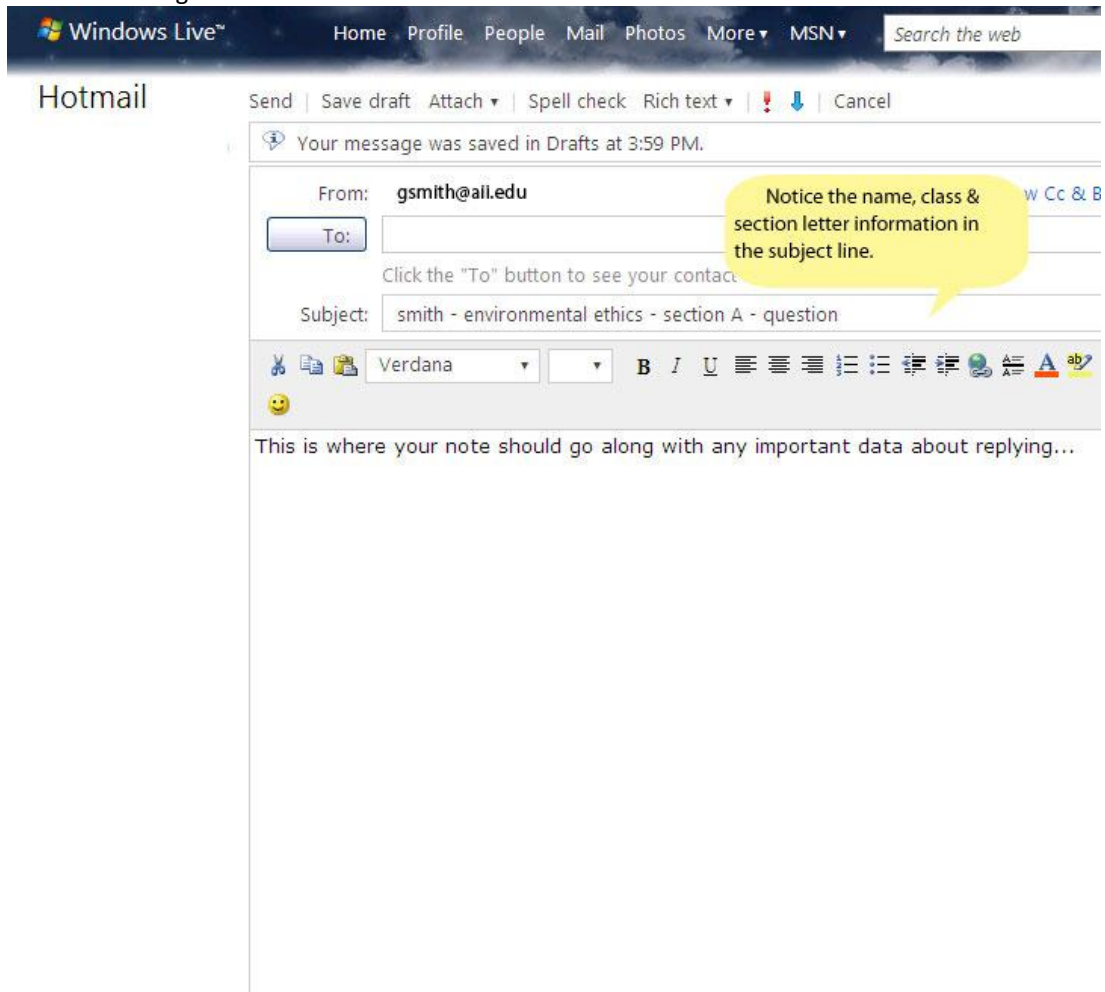 Windows Live™ Home Profile People Mail Photos More ▾ MSN ▾ Search the web
Hotmail
Send | Save draft Attach ▾ | Spell check Rich text ▾ | Cancel
Your message was saved in Drafts at 3:59 PM.
From: gsmith@aii.edu
Notice the name, class &
section letter information in
the subject line.
w Cc & B
To:
Click the "To" button to see your contact
Subject: smith - environmental ethics - section A - question
Verdana ▾ ▾ B I U
This is where your note should go along with any important data about replying...